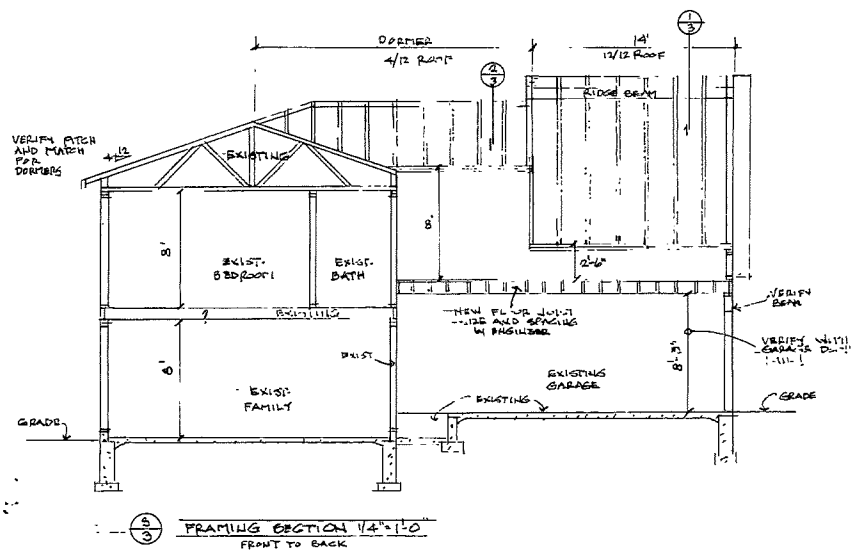 DORMER
4/12 ROOF
14'
12/12 ROOF
1
3
2
3
RIDGE BEAM
VERIFY PITCH
AND MATCH
FOR
DORMERS
4
12
EXISTING
8'
EXIST.
BEDROOM
EXIST.
BATH
8'
2'-6"
EXISTING
NEW FLOOR JOIST
SIZE AND SPACING
BY ENGINEER
VERIFY
BEAM
8'
EXIST
8'-3"
VERIFY WITH
GARAGE
EXISTING
GARAGE
EXIST.
FAMILY
EXISTING
GRADE
GRADE
3
FRAMING SECTION 1/4"=1'-0"
FRONT TO BACK